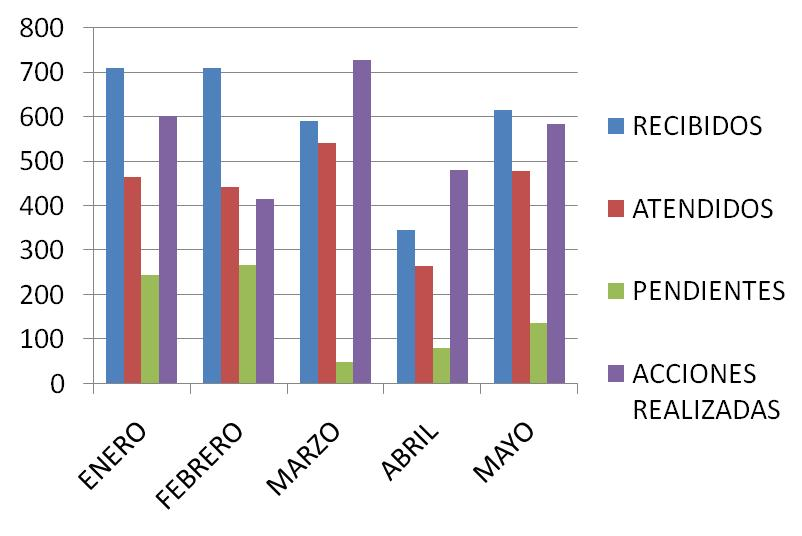 800
700
600
500
400
300
200
100
0
ENERO
FEBRERO
MARZO
ABRIL
MAYO
RECIBIDOS
ATENDIDOS
PENDIENTES
ACCIONES
REALIZADAS